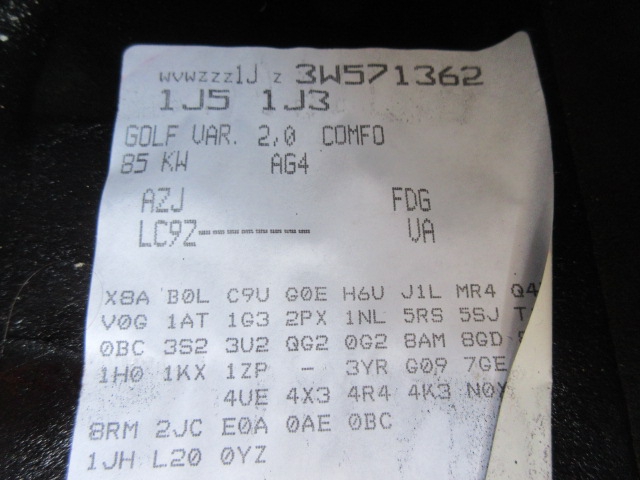 WVWZZZ1J Z 3W571362
1J5 1J3
GOLF VAR. 2,0 COMFO
85 KW AG4
AZJ FDG
LC9Z---------- VA
X8A B0L C9U G0E H6U J1L MR4 Q4
V0G 1AT 1G3 2PX 1NL 5RS 5SJ T
0BC 3S2 3U2 QG2 0G2 8AM 8GD
1H0 1KX 1ZP - 3YR G09 7GE
4UE 4X3 4R4 4K3 N0Y
8RM 2JC E0A 0AE 0BC
1JH L20 0YZ